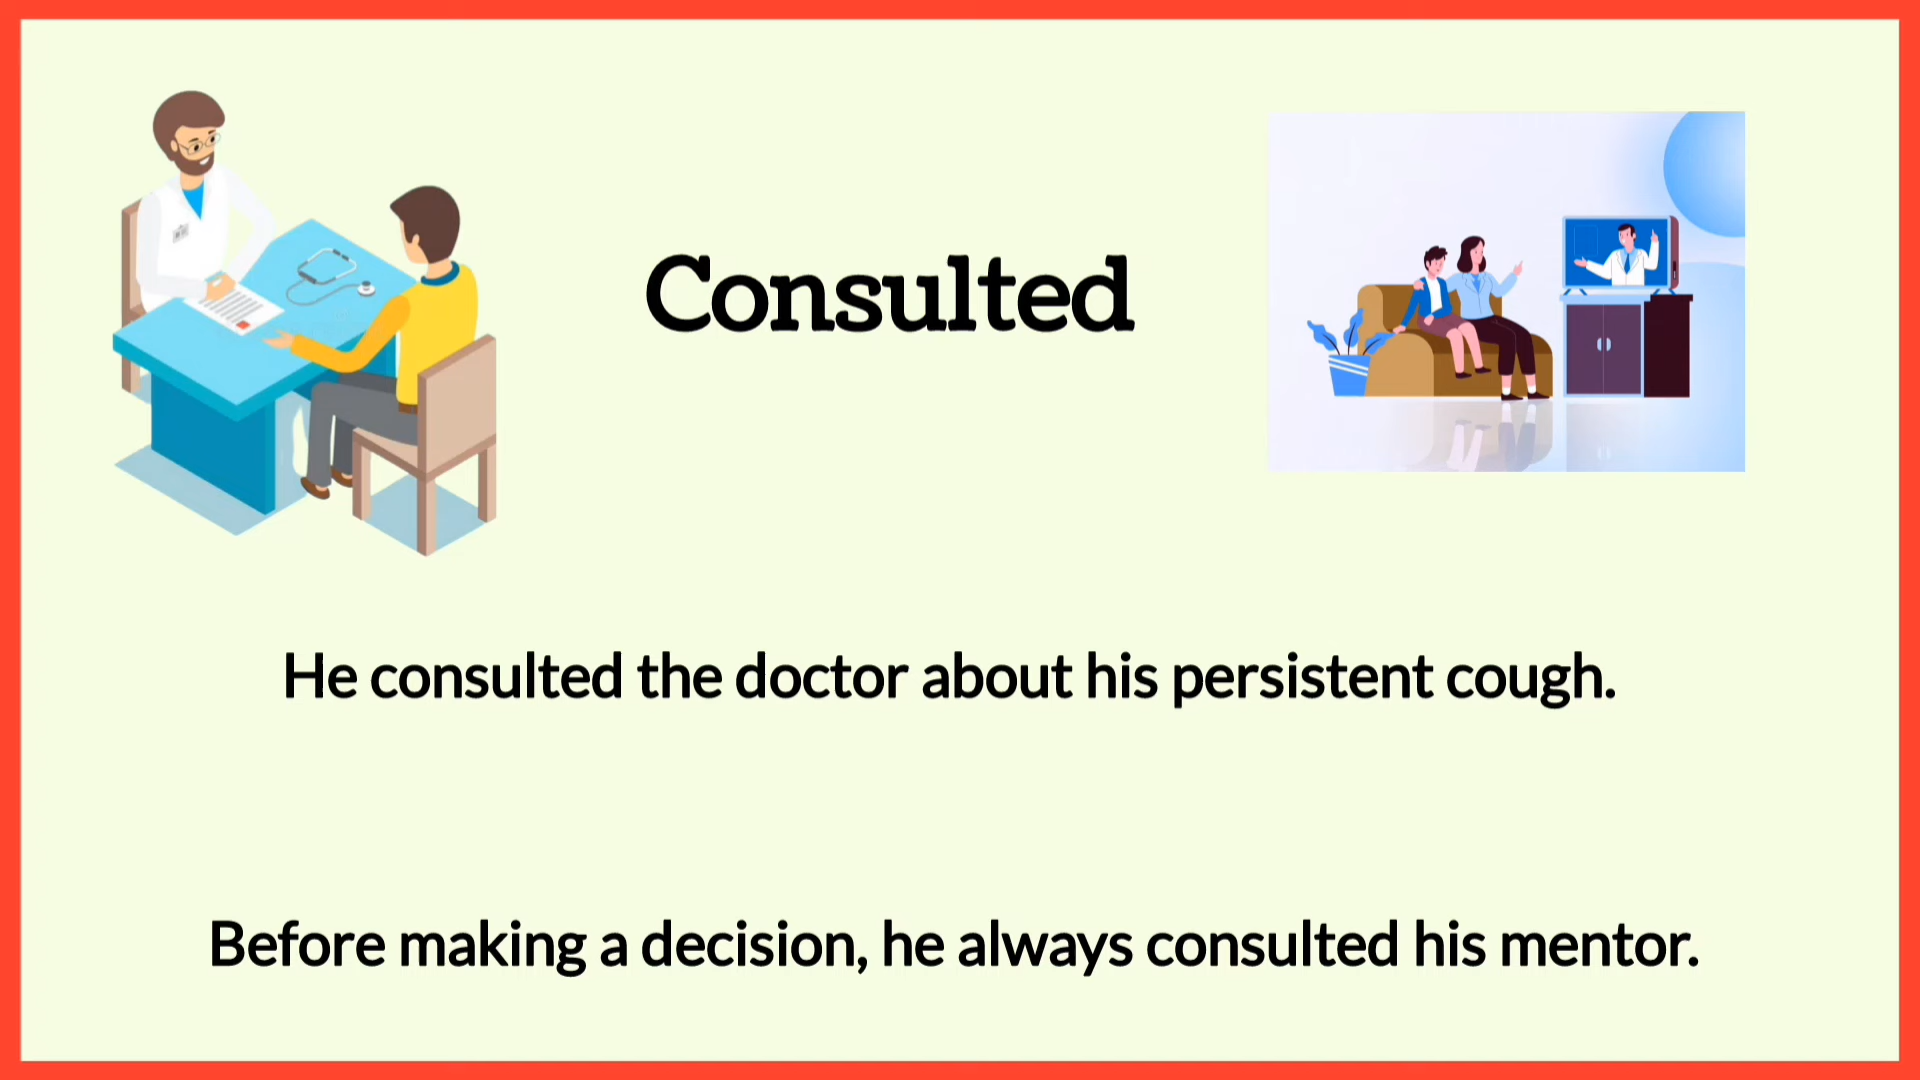 Consulted
He consulted the doctor about his persistent cough.
Before making a decision, he always consulted his mentor.